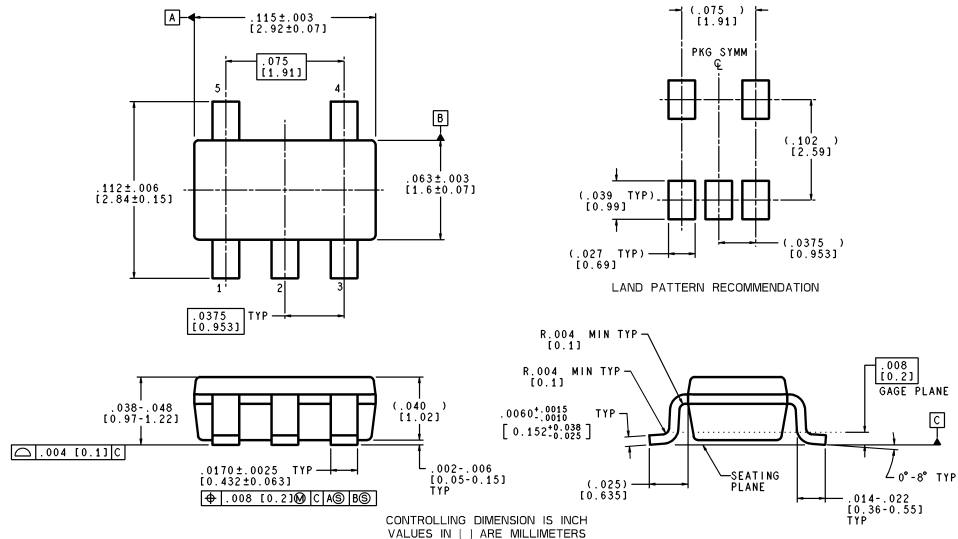 A
.115±.003
[2.92±0.07]
.075
[1.91]
5
4
B
.112±.006
[2.84±0.15]
.063±.003
[1.6±0.07]
1
2
3
.0375 TYP
[0.953]
(.075 )
[1.91]
PKG SYMM
℄
(.102 )
[2.59]
(.039 TYP)
[0.99]
(.027 TYP)
[0.69]
(.0375 )
[0.953]
LAND PATTERN RECOMMENDATION
.038-.048
[0.97-1.22]
(.040 )
[1.02]
⌓ .004 [0.1] C
.0170±.0025 TYP
[0.432±0.063]
⌖ .008 [0.2]Ⓜ C AⓈ BⓈ
.002-.006
[0.05-0.15]
TYP
R.004 MIN TYP
[0.1]
R.004 MIN TYP
[0.1]
.0060+.0015 -.0010 TYP
[0.152+0.038 -0.025]
.008
[0.2]
GAGE PLANE
C
0°-8° TYP
SEATING
PLANE
(.025)
[0.635]
.014-.022
[0.36-0.55]
TYP
CONTROLLING DIMENSION IS INCH
VALUES IN [ ] ARE MILLIMETERS